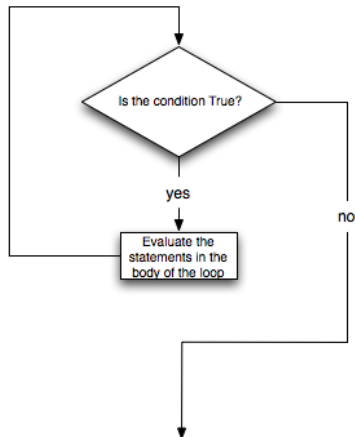 Is the condition True?
yes
no
Evaluate the
statements in the
body of the loop